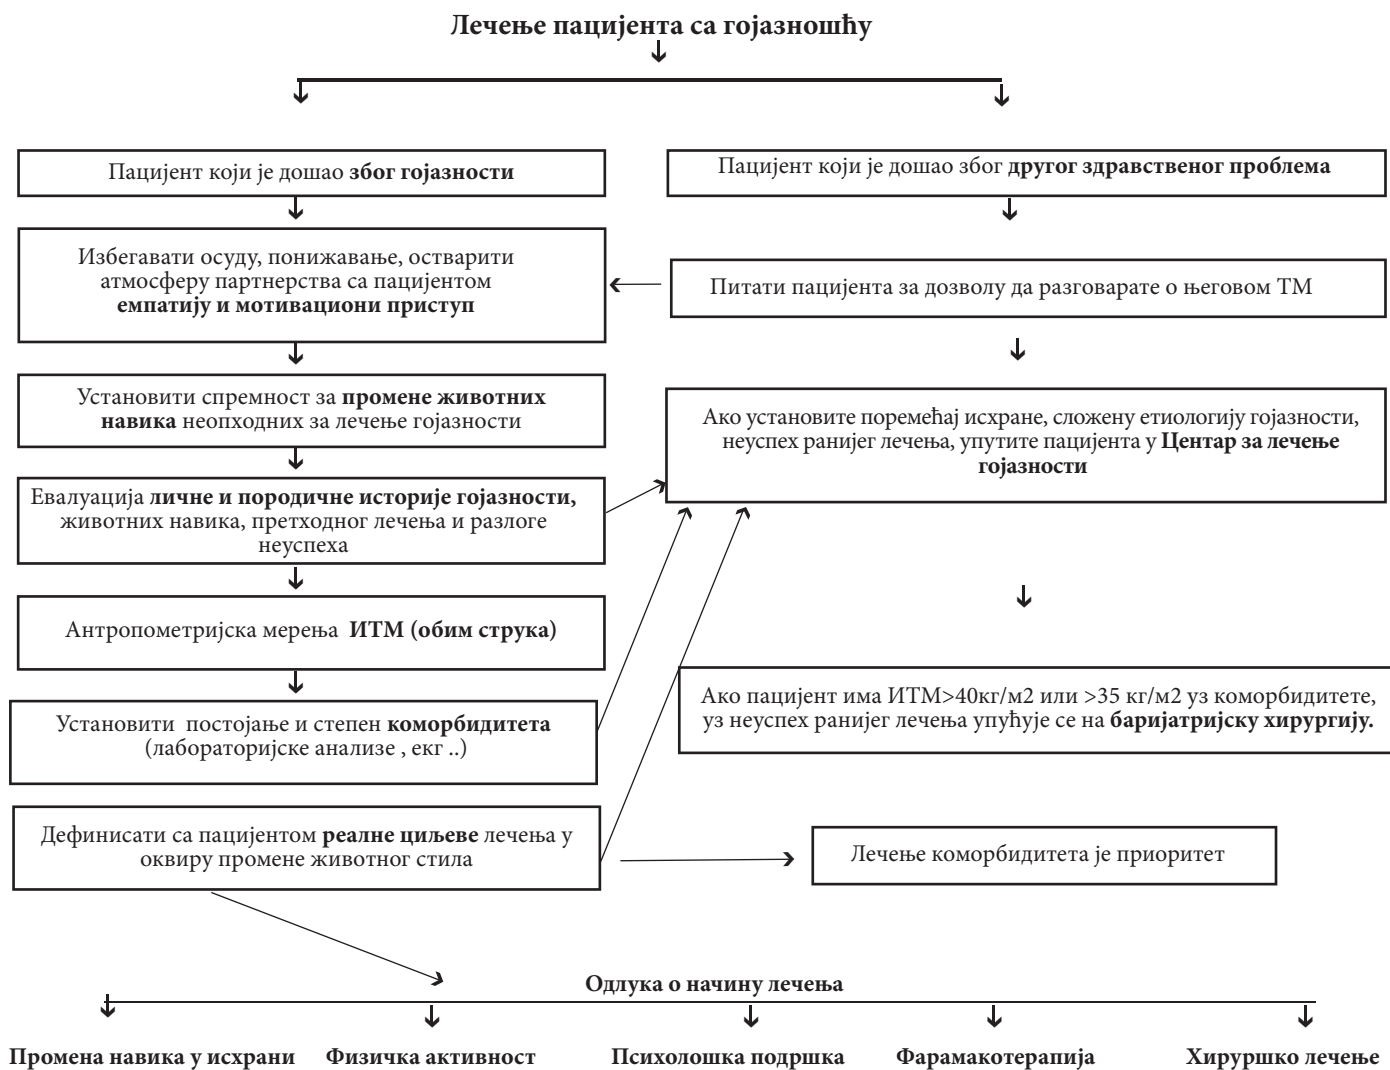 Лечење пацијента са гојазношћу
Пацијент који је дошао због гојазности
Пацијент који је дошао због другог здравственог проблема
Избегавати осуду, понижавање, остварити
атмосферу партнерства са пацијентом
емпатију и мотивациони приступ
Питати пацијента за дозволу да разговарате о његовом ТМ
Установити спремност за промене животних
навика неопходних за лечење гојазности
Ако установите поремећај исхране, сложену етиологију гојазности,
неуспех ранијег лечења, упутите пацијента у Центар за лечење
гојазности
Евалуација личне и породичне историје гојазности,
животних навика, претходног лечења и разлоге
неуспеха
Антропометријска мерења ИТМ (обим струка)
Установити постојање и степен коморбидитета
(лабораторијске анализе , екг ..)
Ако пацијент има ИТМ>40кг/м2 или >35 кг/м2 уз коморбидитете,
уз неуспех ранијег лечења упућује се на баријатријску хирургију.
Дефинисати са пацијентом реалне циљеве лечења у
оквиру промене животног стила
Лечење коморбидитета је приоритет
Одлука о начину лечења
Промена навика у исхрани
Физичка активност
Психолошка подршка
Фарамакотерапија
Хируршко лечење